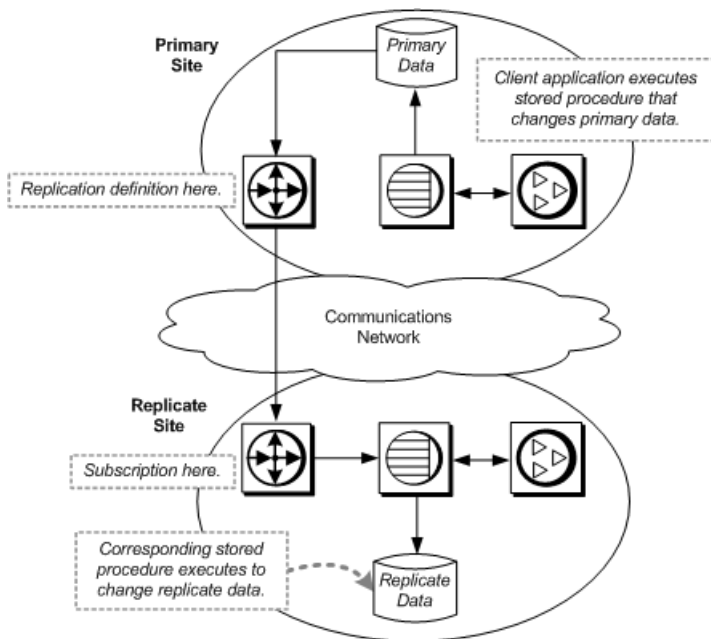 Primary
Site
Primary
Data
Client application executes
stored procedure that
changes primary data.
Replication definition here.
Communications
Network
Replicate
Site
Subscription here.
Corresponding stored
procedure executes to
change replicate data.
Replicate
Data